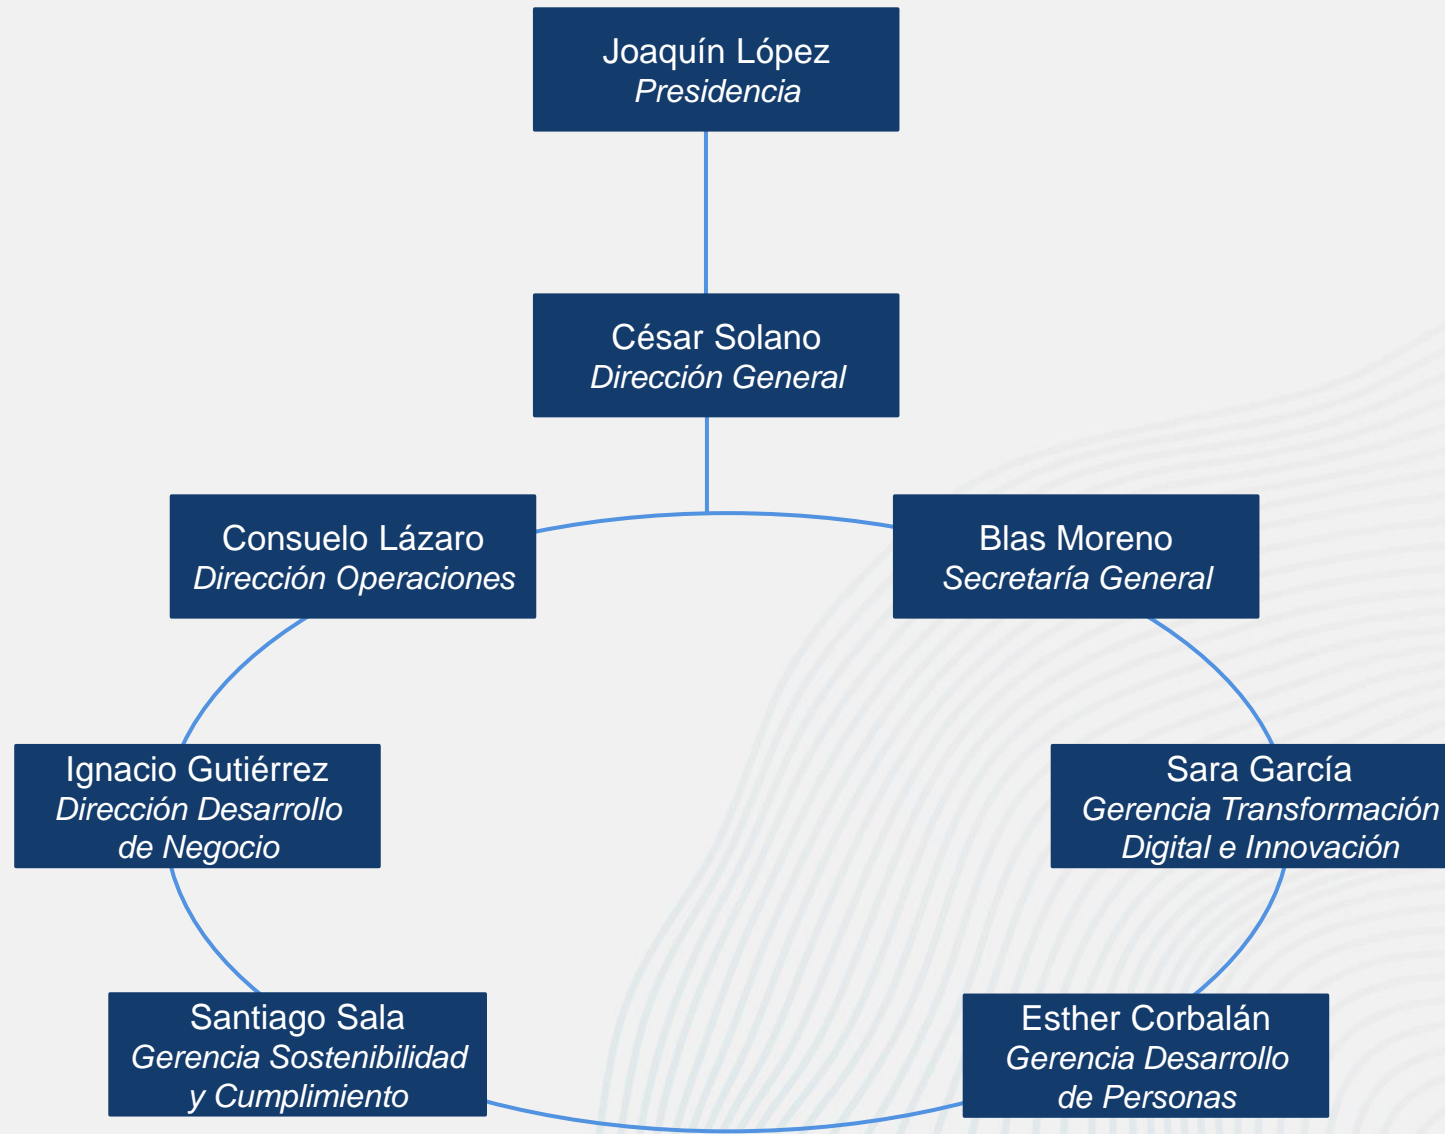 Joaquín López
Presidencia
César Solano
Dirección General
Consuelo Lázaro
Dirección Operaciones
Blas Moreno
Secretaría General
Ignacio Gutiérrez
Dirección Desarrollo
de Negocio
Sara García
Gerencia Transformación
Digital e Innovación
Santiago Sala
Gerencia Sostenibilidad
y Cumplimiento
Esther Corbalán
Gerencia Desarrollo
de Personas